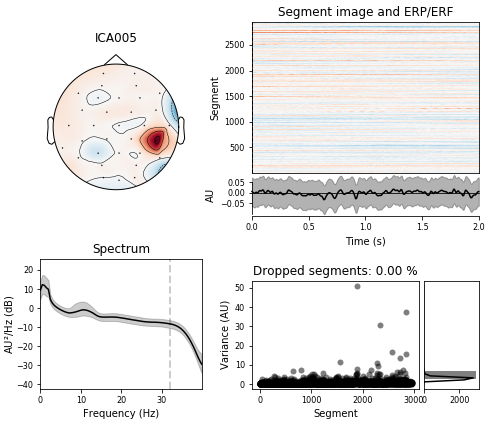 ICA005
Segment image and ERP/ERF
Segment
2500
2000
1500
1000
500
AU
0.05
0.00
−0.05
0.0 0.5 1.0 1.5 2.0
Time (s)
Spectrum
AU²/Hz (dB)
20
10
0
−10
−20
−30
−40
0 10 20 30
Frequency (Hz)
Dropped segments: 0.00 %
Variance (AU)
50
40
30
20
10
0
0 1000 2000 3000
Segment
0 2000